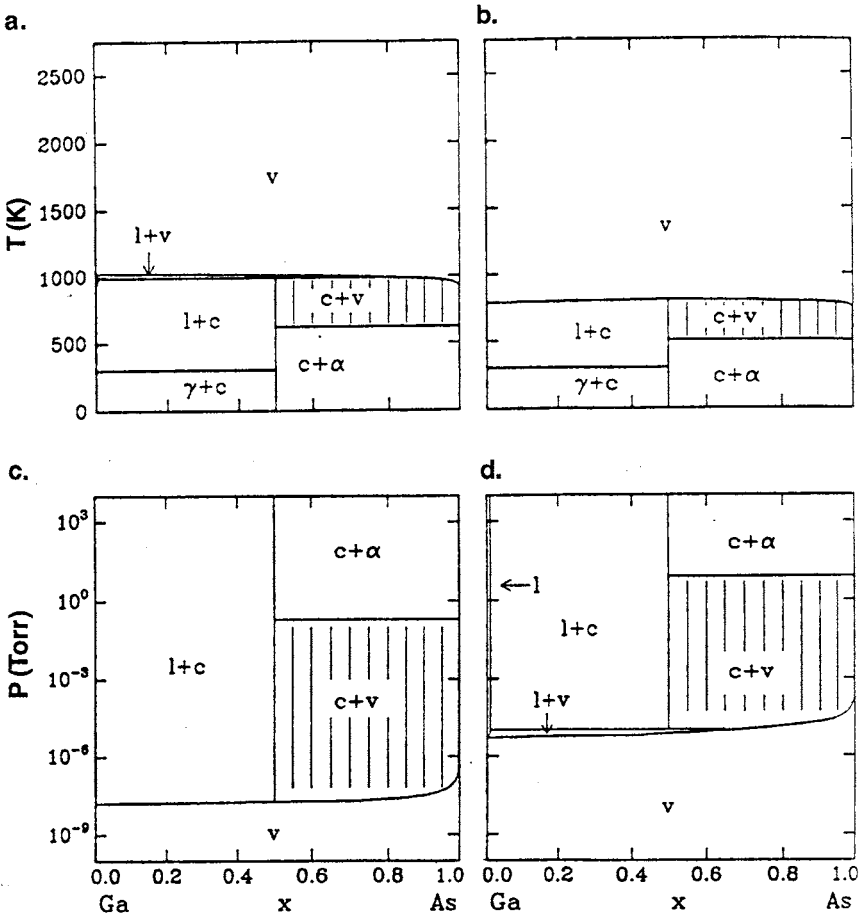 a.
b.
T (K)
2500
2000
1500
1000
500
0
v
l+v
l+c
c+v
γ+c
c+α
v
l+c
c+v
γ+c
c+α
c.
d.
P (Torr)
10³
10⁰
10⁻³
10⁻⁶
10⁻⁹
c+α
l+c
c+v
v
c+α
l
l+c
c+v
l+v
v
0.0 0.2 0.4 0.6 0.8 1.0
Ga x As
0.0 0.2 0.4 0.6 0.8 1.0
Ga x As